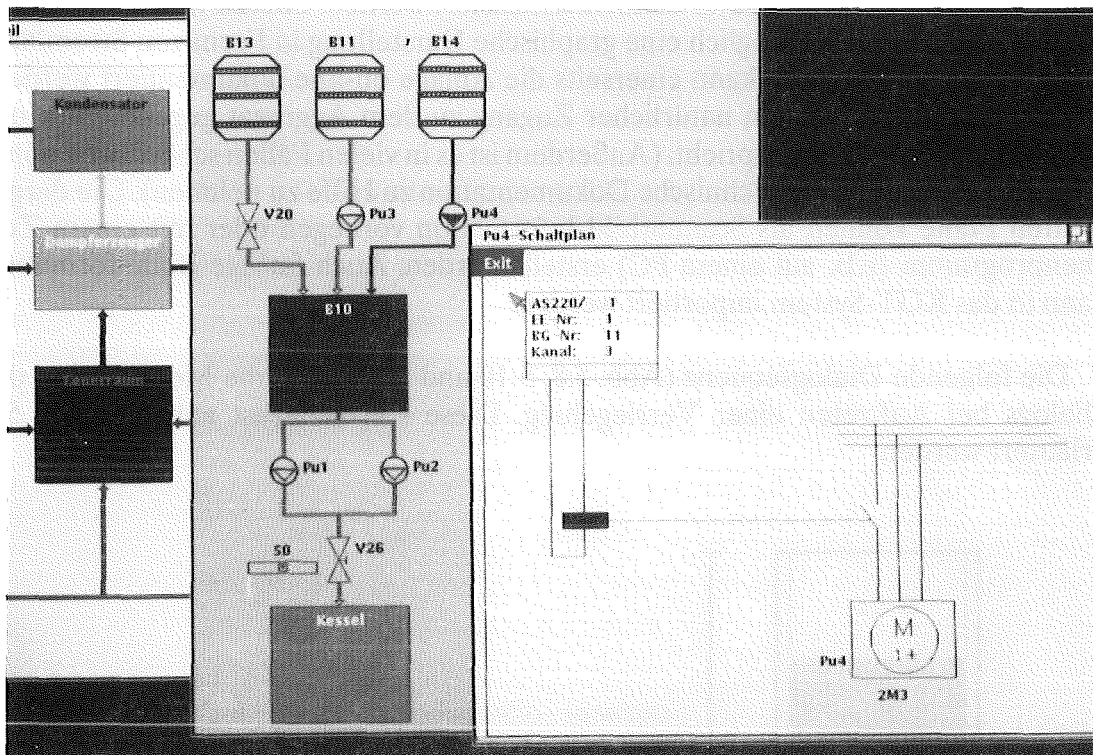 B13 B11 B14
Kondensator
V20 Pu3 Pu4
Dampferzeuger
Pu4-Schaltplan
Exit
AS220/ 1
EE-Nr: 1
BG-Nr: 11
Kanal: 3
B10
Feuerraum
Pu1 Pu2
S0 V26
Kessel
M
Pu4
2M3